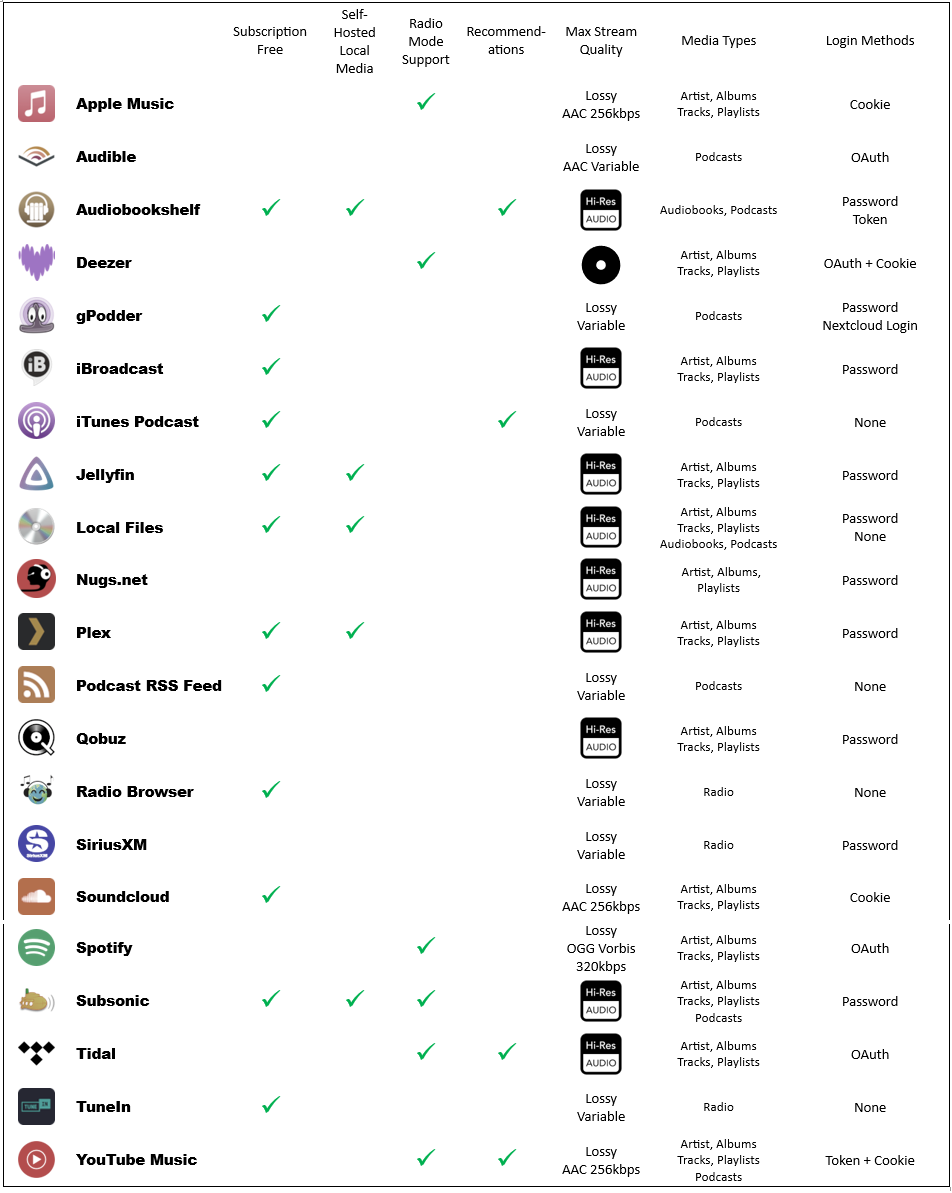 Subscription
Free
Self-
Hosted
Local
Media
Radio
Mode
Support
Recommend-
ations
Max Stream
Quality
Media Types
Login Methods
Apple Music
Lossy
AAC 256kbps
Artist, Albums
Tracks, Playlists
Cookie
Audible
Lossy
AAC Variable
Podcasts
OAuth
Audiobookshelf
Hi-Res
AUDIO
Audiobooks, Podcasts
Password
Token
Deezer
Artist, Albums
Tracks, Playlists
OAuth + Cookie
gPodder
Lossy
Variable
Podcasts
Password
Nextcloud Login
iB
iBroadcast
Hi-Res
AUDIO
Artist, Albums
Tracks, Playlists
Password
iTunes Podcast
Lossy
Variable
Podcasts
None
Jellyfin
Hi-Res
AUDIO
Artist, Albums
Tracks, Playlists
Password
Local Files
Hi-Res
AUDIO
Artist, Albums
Tracks, Playlists
Audiobooks, Podcasts
Password
None
Nugs.net
Hi-Res
AUDIO
Artist, Albums,
Playlists
Password
Plex
Hi-Res
AUDIO
Artist, Albums
Tracks, Playlists
Password
Podcast RSS Feed
Lossy
Variable
Podcasts
None
Qobuz
Hi-Res
AUDIO
Artist, Albums
Tracks, Playlists
Password
Radio Browser
Lossy
Variable
Radio
None
SiriusXM
SiriusXM
Lossy
Variable
Radio
Password
Soundcloud
Lossy
AAC 256kbps
Artist, Albums
Tracks, Playlists
Cookie
Spotify
Lossy
OGG Vorbis
320kbps
Artist, Albums
Tracks, Playlists
OAuth
Subsonic
Hi-Res
AUDIO
Artist, Albums
Tracks, Playlists
Podcasts
Password
Tidal
Hi-Res
AUDIO
Artist, Albums
Tracks, Playlists
OAuth
TUNE IN
TuneIn
Lossy
Variable
Radio
None
YouTube Music
Lossy
AAC 256kbps
Artist, Albums
Tracks, Playlists
Podcasts
Token + Cookie